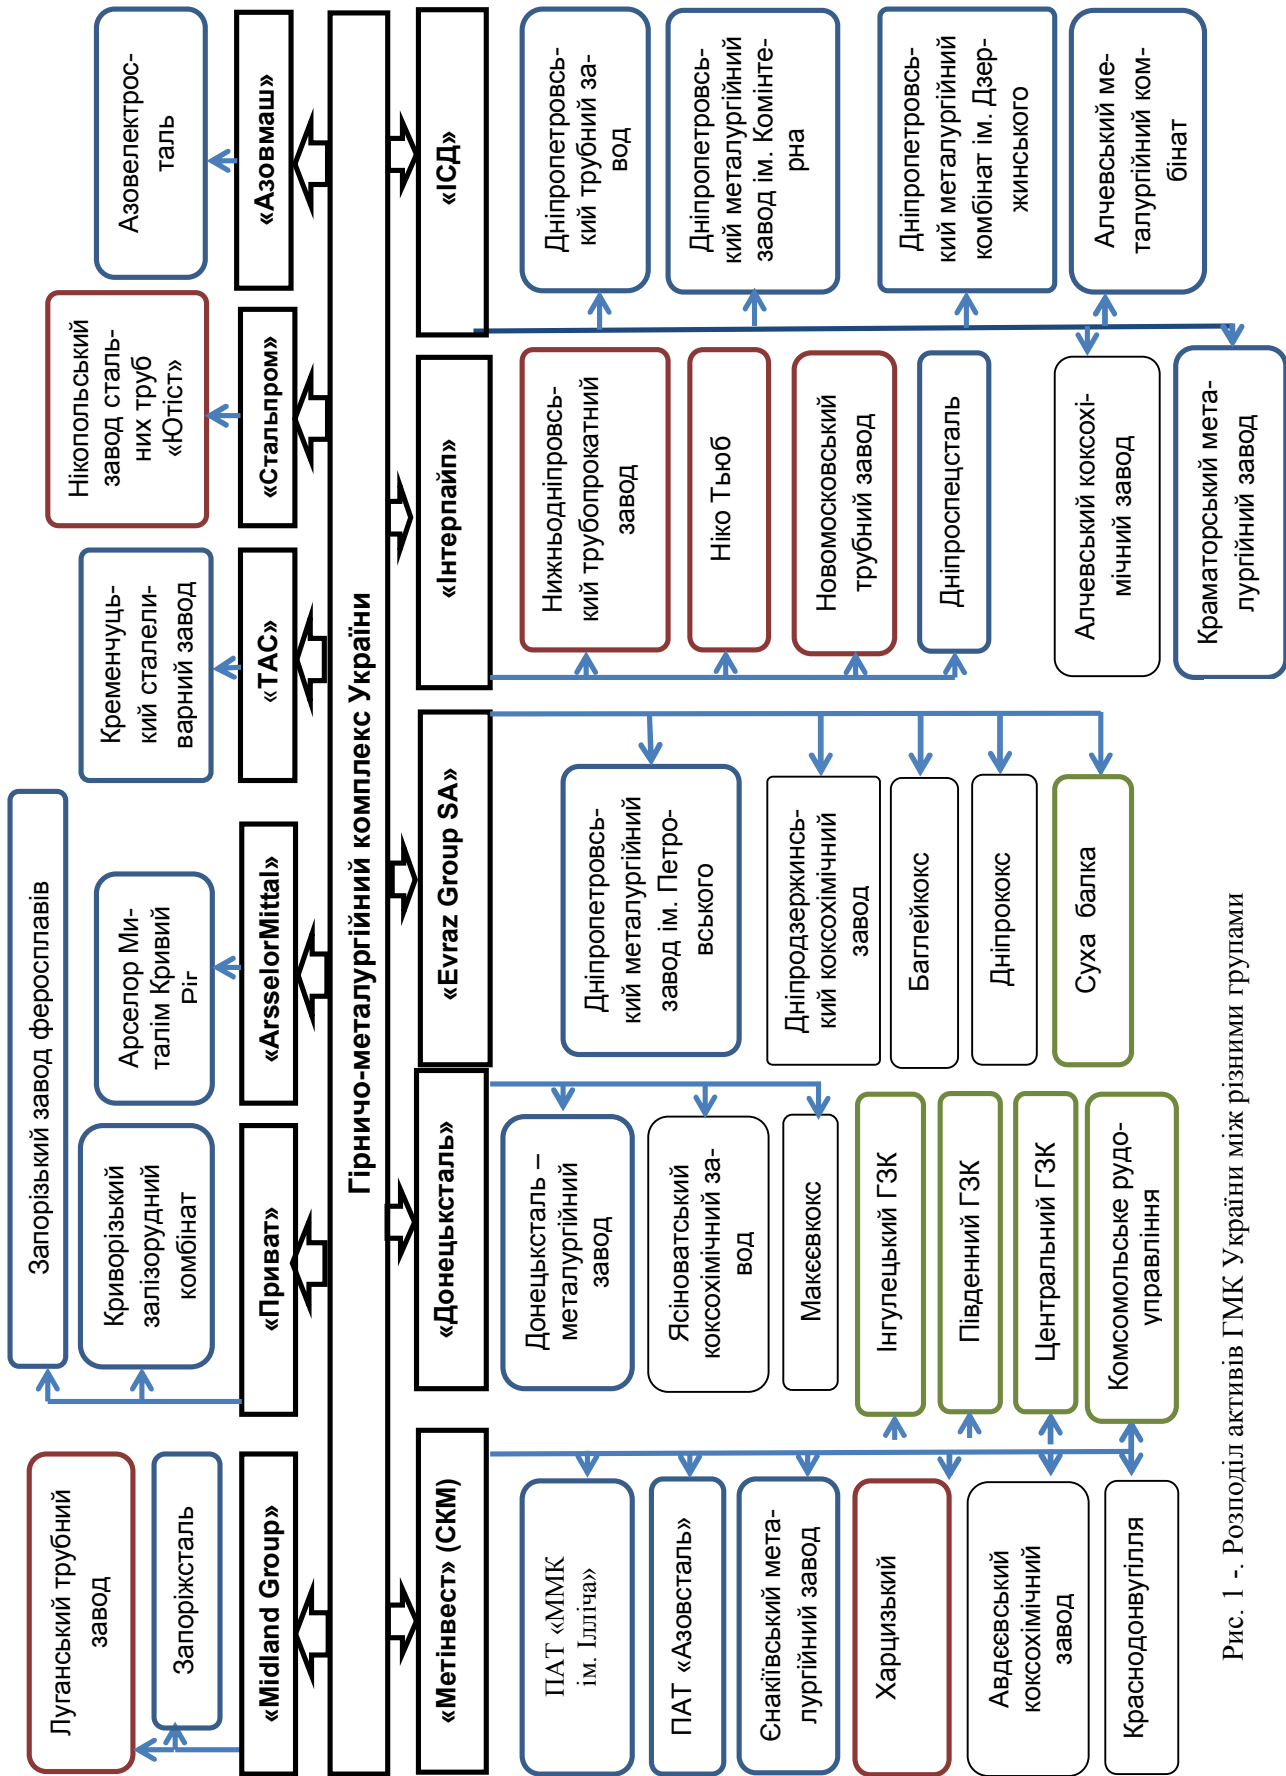 Луганський трубний
завод
Запоріжсталь
«Midland Group»
Запорізький завод феросплавів
Криворізький
залізорудний
комбінат
«Приват»
Арселор Ми-
талім Кривий
Ріг
«ArsselorMittal»
Кременчуць-
кий сталели-
варний завод
«ТАС»
Нікопольський
завод сталь-
них труб
«Ютіст»
«Стальпром»
Азовелектрос-
таль
«Азовмаш»
Гірничо-металургійний комплекс України
«Метінвест» (СКМ)
ПАТ «ММК
ім. Ілліча»
ПАТ «Азовсталь»
Єнакіївський мета-
лургійний завод
Харцизький
Авдєєвський
коксохімічний
завод
Краснодонвугілля
Інгулецький ГЗК
Південний ГЗК
Центральний ГЗК
Комсомольське рудо-
управління
«Донецьксталь»
Донецьксталь –
металургійний
завод
Ясіноватський
коксохімічний за-
вод
Макєєвкокс
«Evraz Group SA»
Дніпропетровсь-
кий металургійний
завод ім. Петро-
вського
Дніпродзержинсь-
кий коксохімічний
завод
Баглейкокс
Дніпрококс
Суха балка
«Інтерпайп»
Нижньодніпровсь-
кий трубопрокатний
завод
Ніко Тьюб
Новомосковський
трубний завод
Дніпроспецсталь
«ІСД»
Дніпропетровсь-
кий трубний за-
вод
Дніпропетровсь-
кий металургійний
завод ім. Комінте-
рна
Дніпропетровсь-
кий металургійний
комбінат ім. Дзер-
жинського
Алчевський ме-
талургійний ком-
бінат
Алчевський коксохі-
мічний завод
Краматорський мета-
лургійний завод
Рис. 1 -. Розподіл активів ГМК України між різними групами